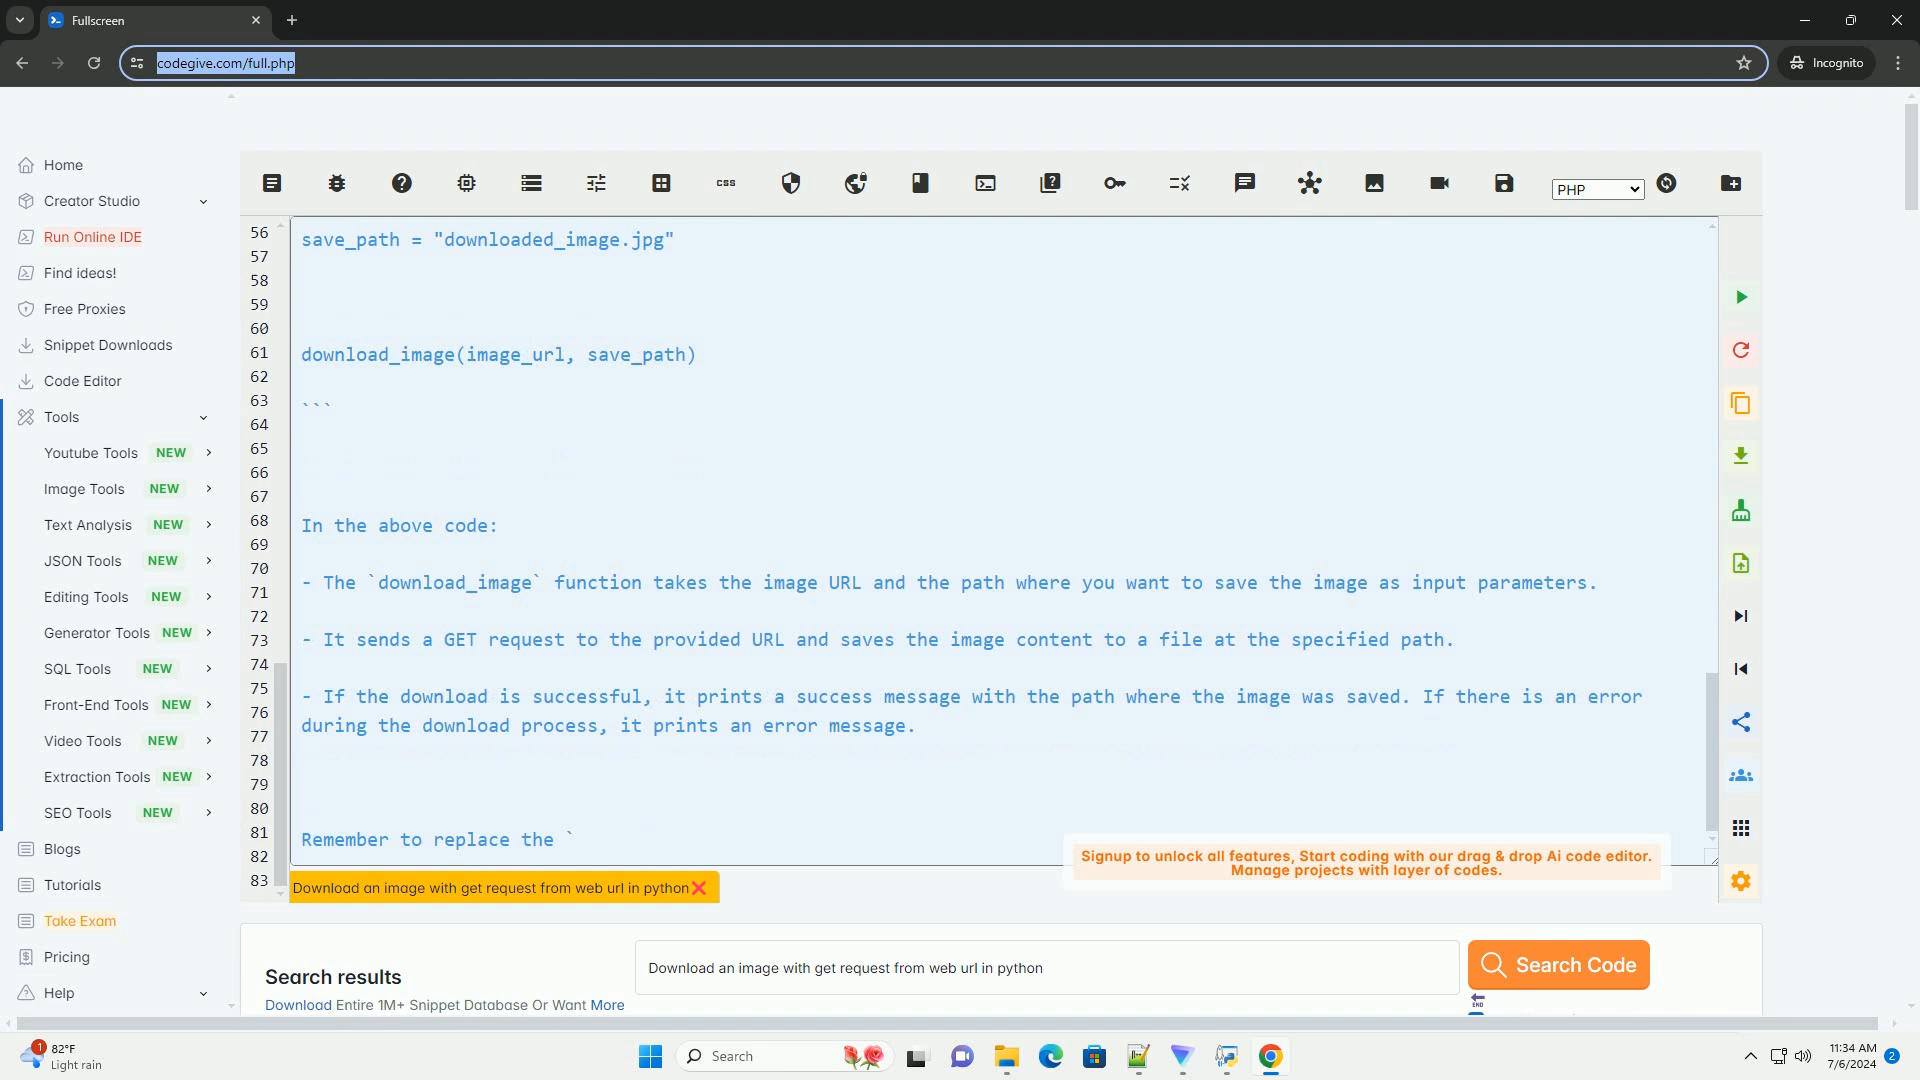 Fullscreen
codegive.com/full.php
Incognito
Home
Creator Studio
Run Online IDE
Find ideas!
Free Proxies
Snippet Downloads
Code Editor
Tools
Youtube Tools NEW
Image Tools NEW
Text Analysis NEW
JSON Tools NEW
Editing Tools NEW
Generator Tools NEW
SQL Tools NEW
Front-End Tools NEW
Video Tools NEW
Extraction Tools NEW
SEO Tools NEW
Blogs
Tutorials
Take Exam
Pricing
Help
css
PHP
56
57
58
59
60
61
62
63
64
65
66
67
68
69
70
71
72
73
74
75
76
77
78
79
80
81
82
83
save_path = "downloaded_image.jpg"
download_image(image_url, save_path)
```
In the above code:
- The `download_image` function takes the image URL and the path where you want to save the image as input parameters.
- It sends a GET request to the provided URL and saves the image content to a file at the specified path.
- If the download is successful, it prints a success message with the path where the image was saved. If there is an error
during the download process, it prints an error message.
Remember to replace the `
Signup to unlock all features, Start coding with our drag & drop Ai code editor.
Manage projects with layer of codes.
Download an image with get request from web url in python
Search results
Download Entire 1M+ Snippet Database Or Want More
Download an image with get request from web url in python
Search Code
END
1
82°F
Light rain
Search
11:34 AM
7/6/2024
2